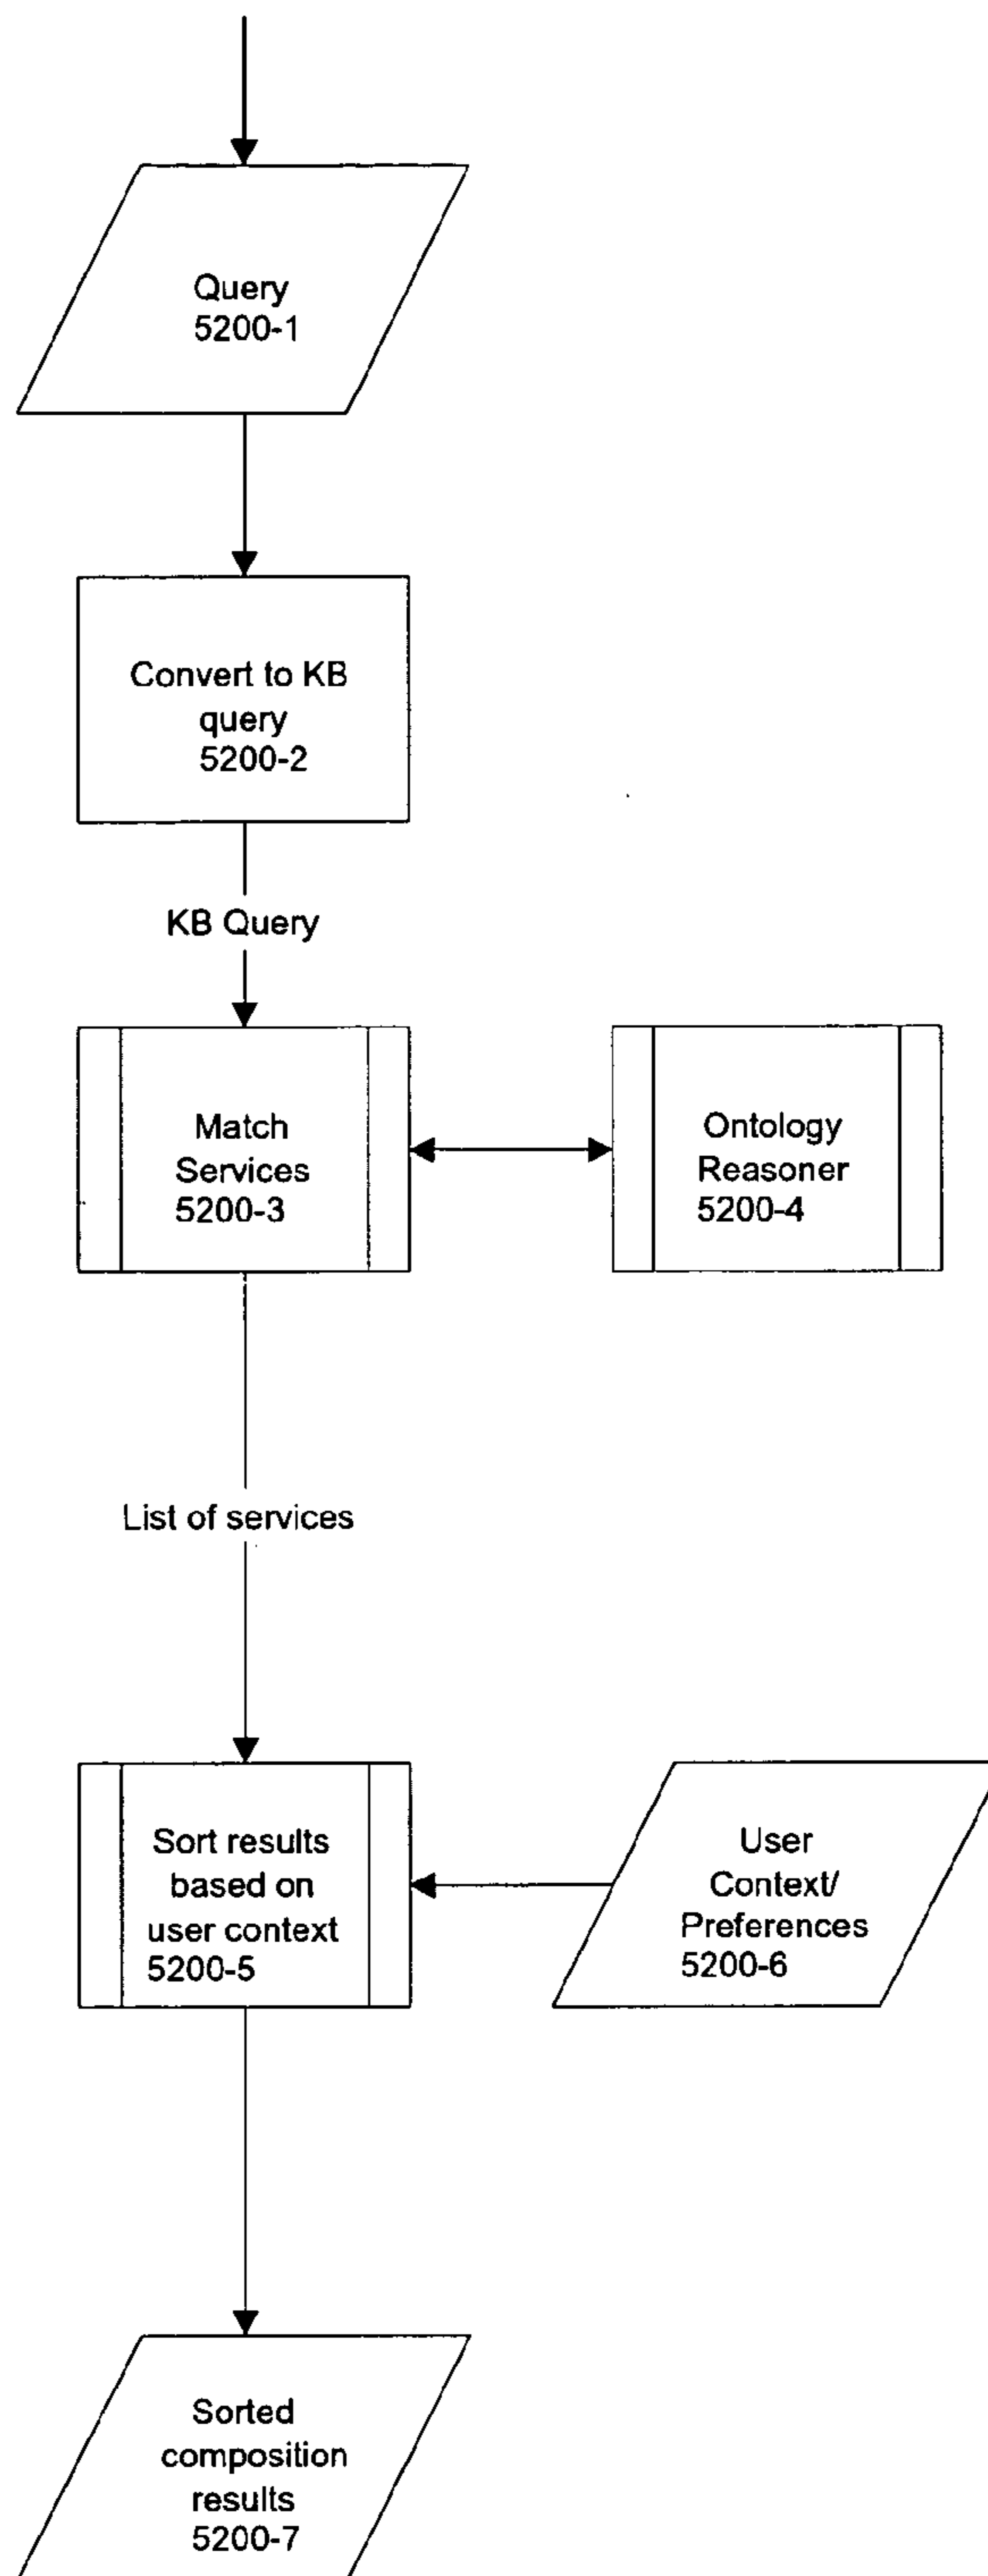 Query
5200-1
Convert to KB
query
5200-2
KB Query
Match
Services
5200-3
Ontology
Reasoner
5200-4
List of services
Sort results
based on
user context
5200-5
User
Context/
Preferences
5200-6
Sorted
composition
results
5200-7